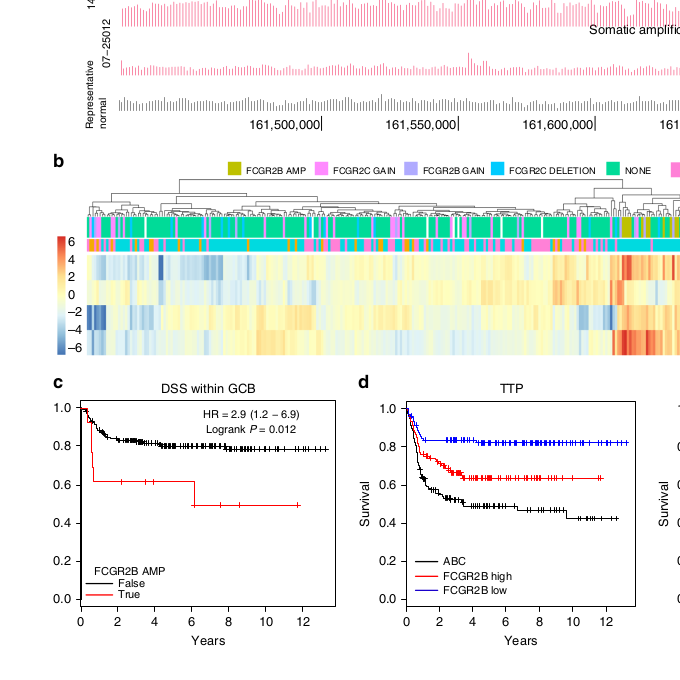 14
Somatic amplific
07–25012
Representative
normal
161,500,000
161,550,000
161,600,000
161
b
FCGR2B AMP
FCGR2C GAIN
FCGR2B GAIN
FCGR2C DELETION
NONE
6
4
2
0
−2
−4
−6
c
DSS within GCB
1.0
0.8
0.6
0.4
0.2
0.0
HR = 2.9 (1.2 − 6.9)
Logrank P = 0.012
FCGR2B AMP
False
True
0 2 4 6 8 10 12
Years
d
TTP
Survival
1.0
0.8
0.6
0.4
0.2
0.0
ABC
FCGR2B high
FCGR2B low
0 2 4 6 8 10 12
Years
Survival